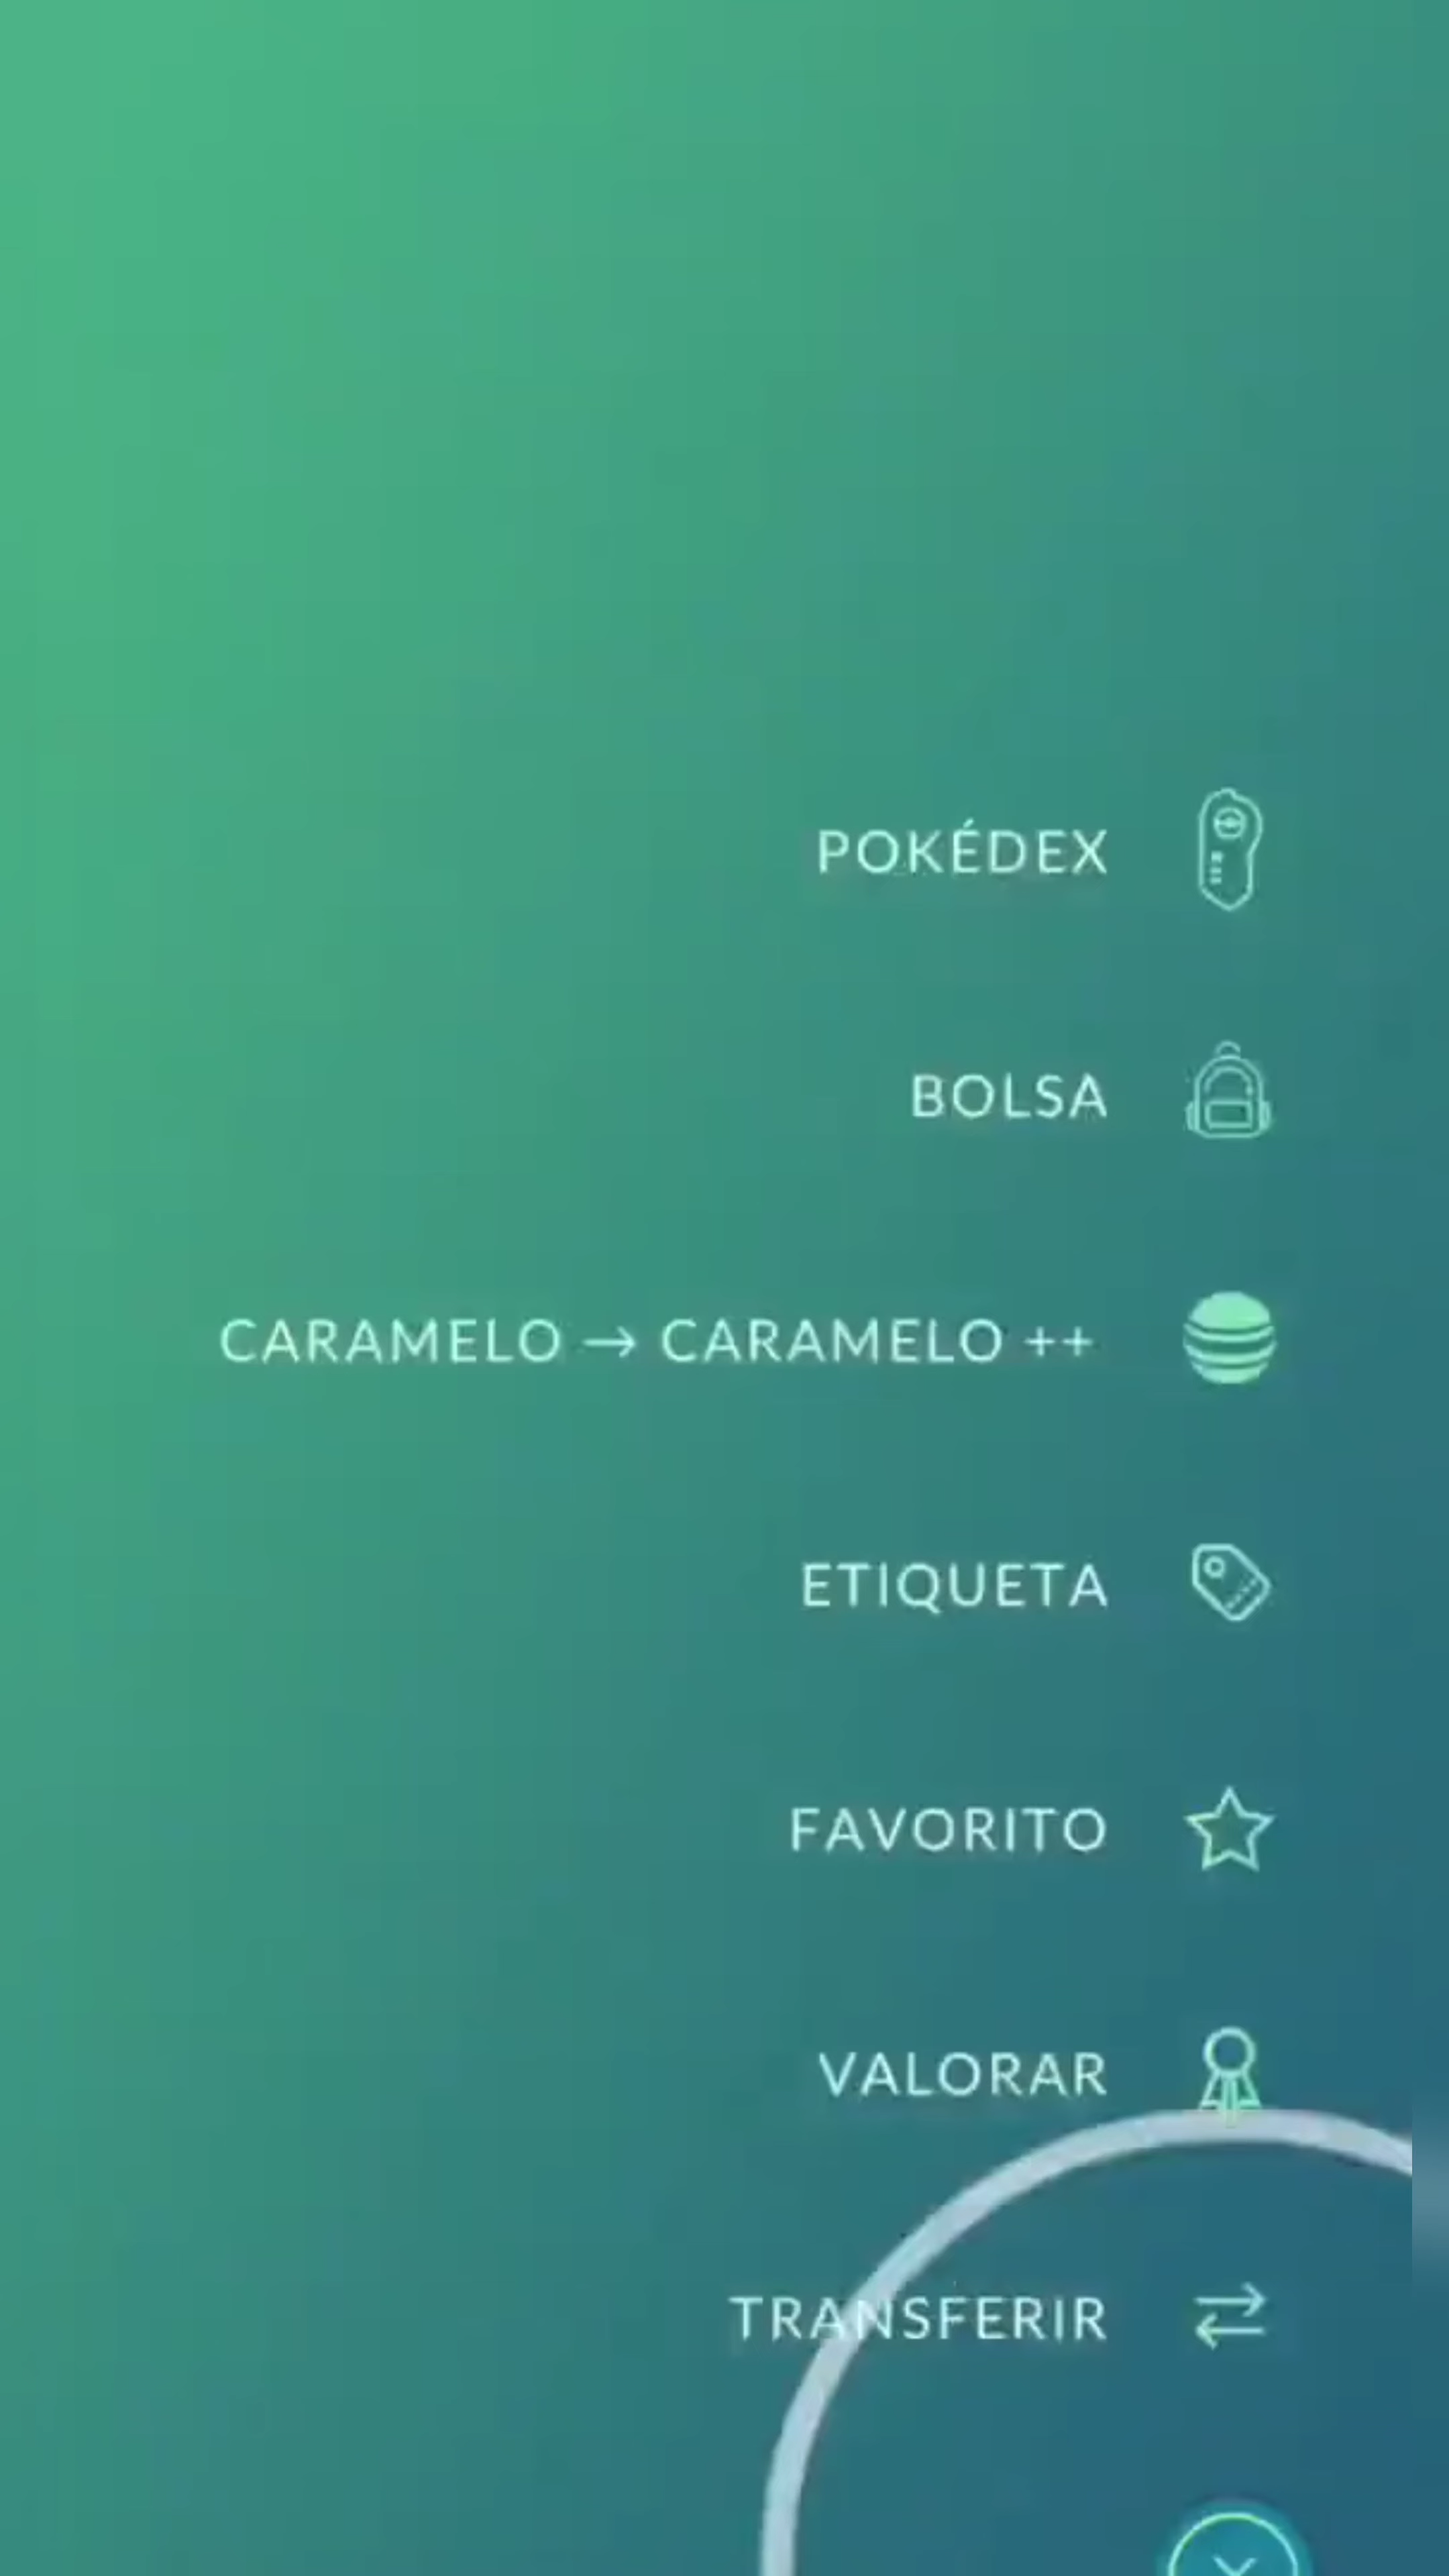 POKÉDEX
BOLSA
CARAMELO → CARAMELO ++
ETIQUETA
FAVORITO
VALORAR
TRANSFERIR